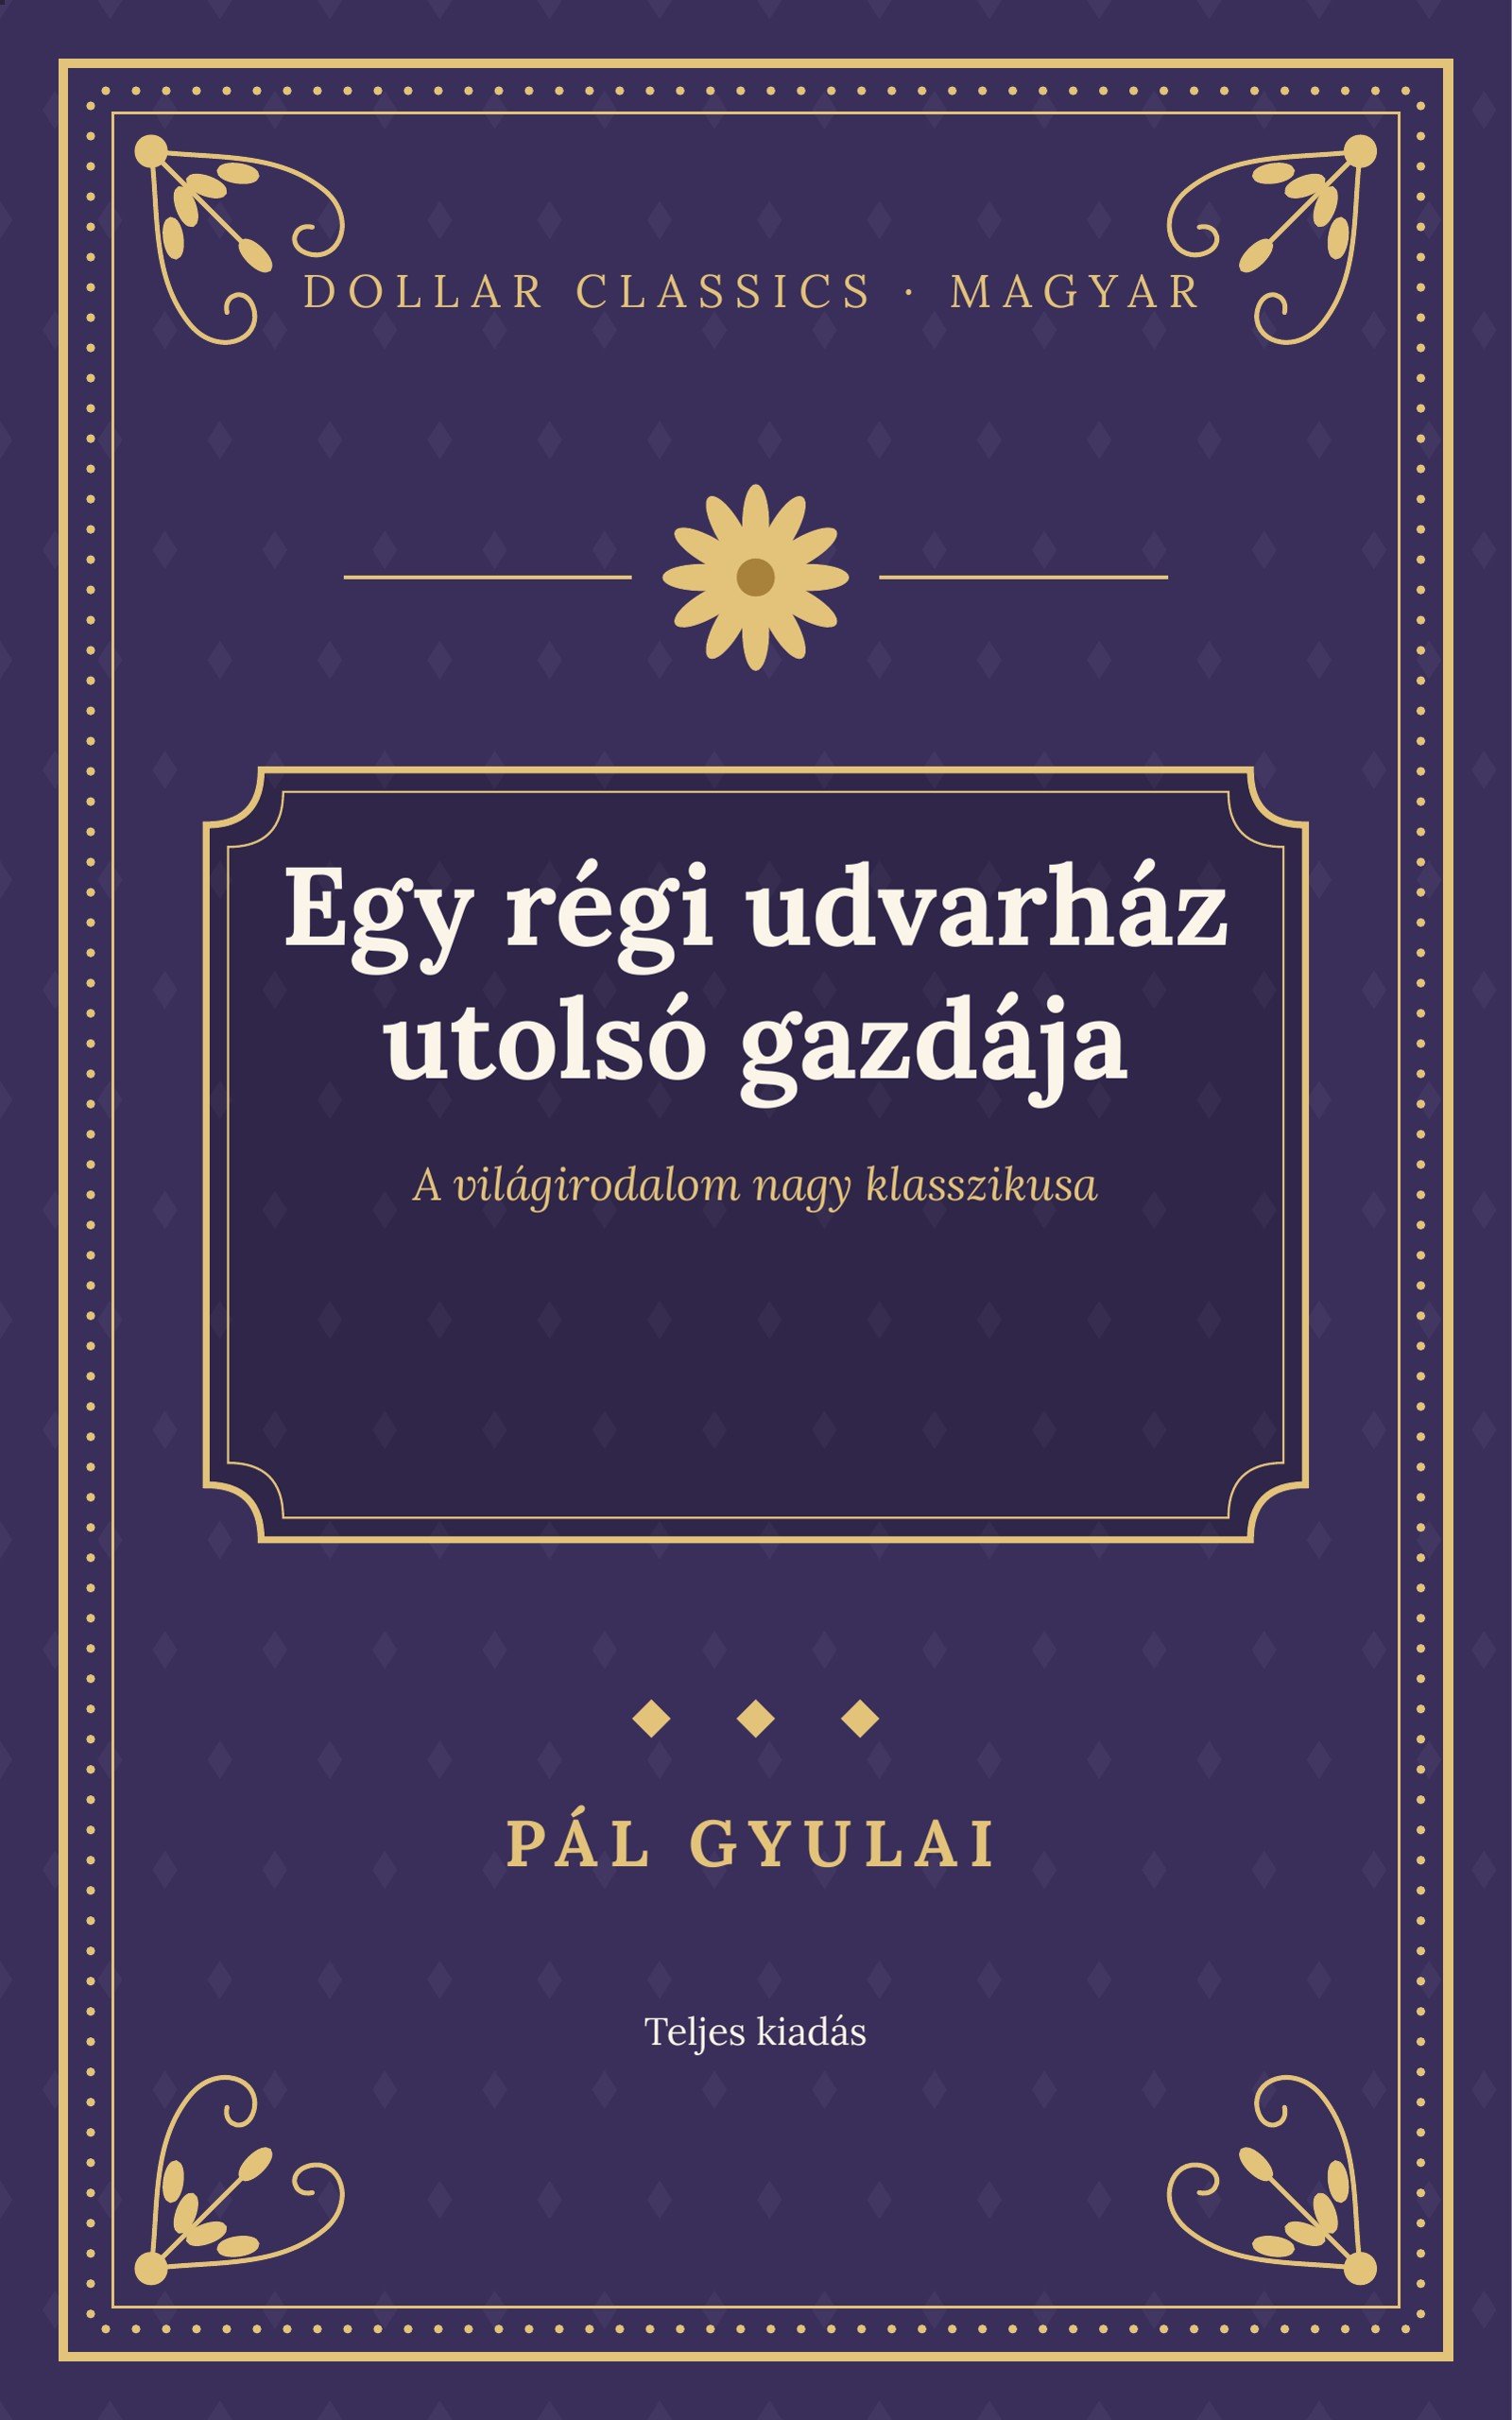 DOLLAR CLASSICS · MAGYAR
Egy régi udvarház
utolsó gazdája
A világirodalom nagy klasszikusa
PÁL GYULAI
Teljes kiadás